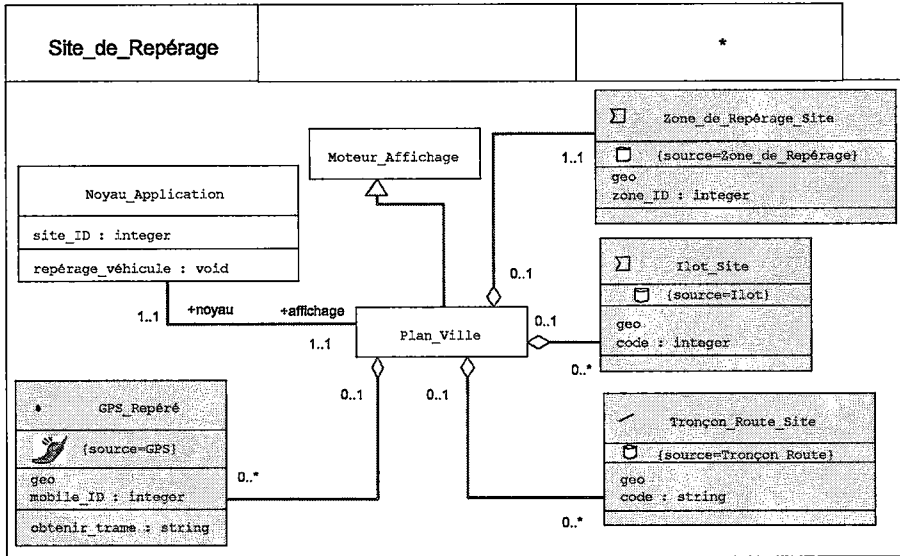 Site_de_Repérage
*
Moteur_Affichage
Noyau_Application
site_ID : integer
repérage_véhicule : void
Zone_de_Repérage_Site
{source=Zone_de_Repérage}
geo
zone_ID : integer
1..1
0..1
Ilot_Site
{source=Ilot}
geo
code : integer
0..1
0..*
1..1
+noyau
+affichage
1..1
Plan_Ville
0..1
0..1
GPS_Repéré
{source=GPS}
geo
mobile_ID : integer
obtenir_trame : string
0..*
Tronçon_Route_Site
{source=Tronçon_Route}
geo
code : string
0..*